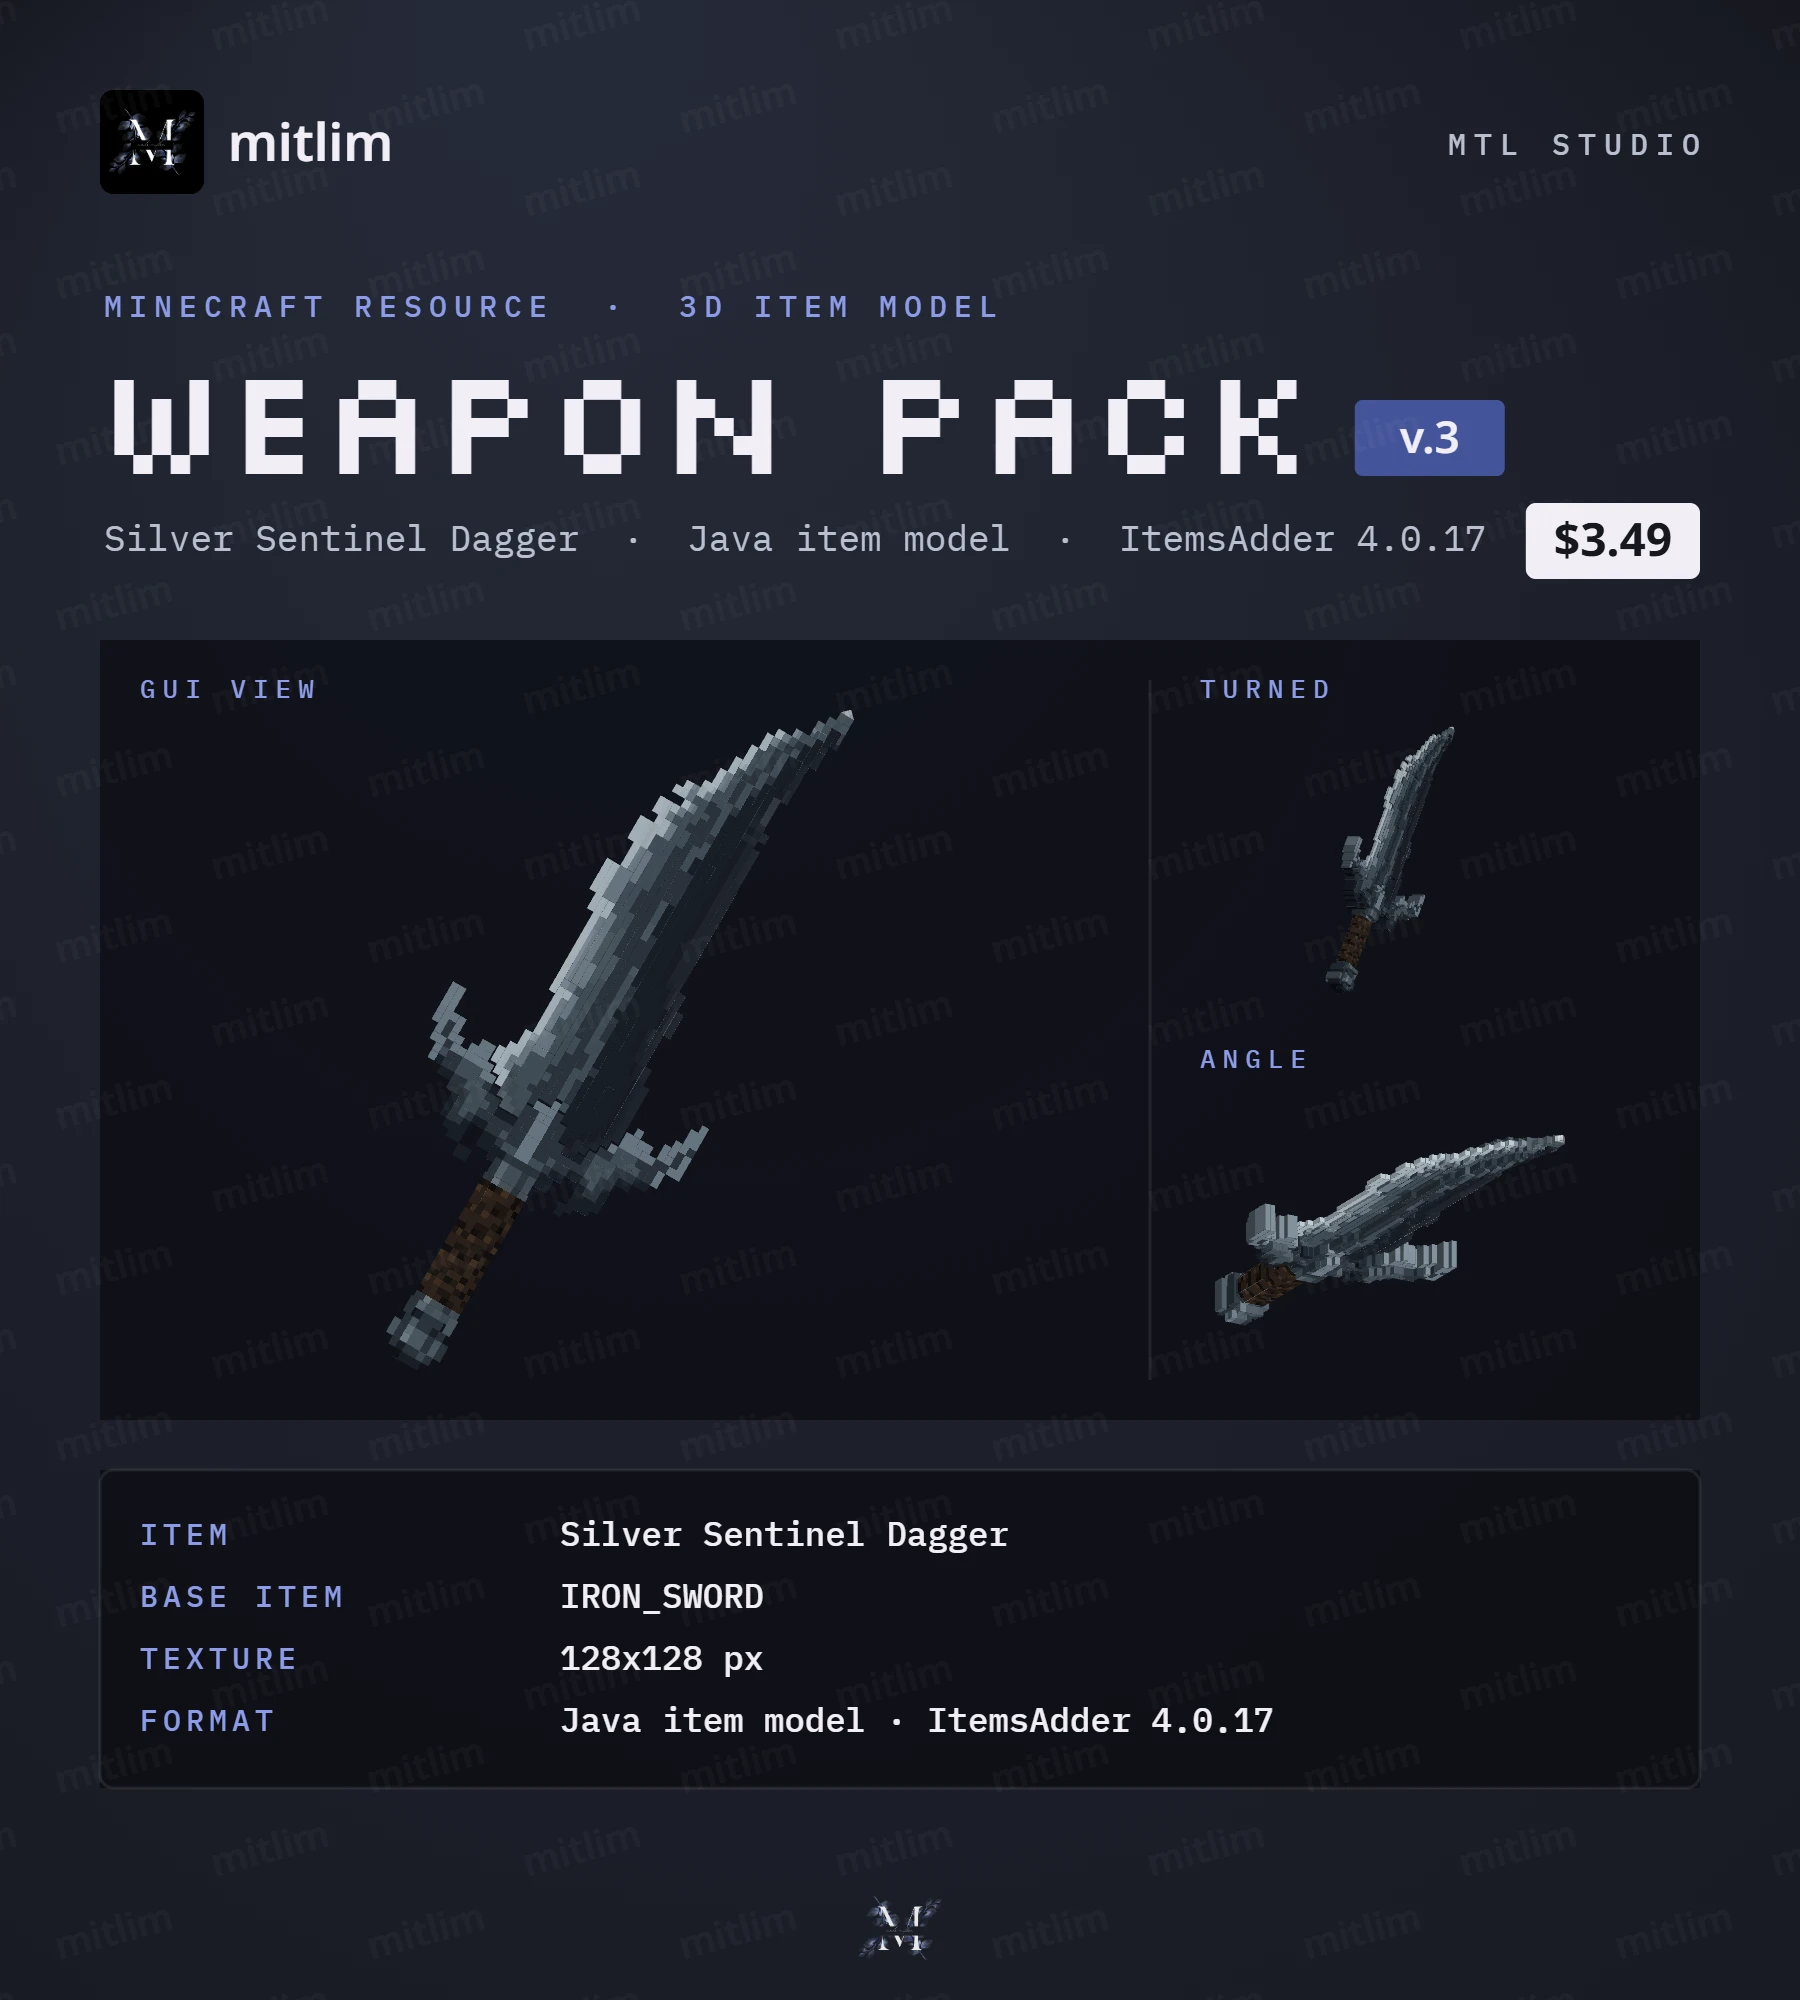 mitlim
MTL STUDIO
MINECRAFT RESOURCE · 3D ITEM MODEL
WEAPON PACK v.3
Silver Sentinel Dagger · Java item model · ItemsAdder 4.0.17 $3.49
GUI VIEW
TURNED
ANGLE
ITEM Silver Sentinel Dagger
BASE ITEM IRON_SWORD
TEXTURE 128x128 px
FORMAT Java item model · ItemsAdder 4.0.17
M